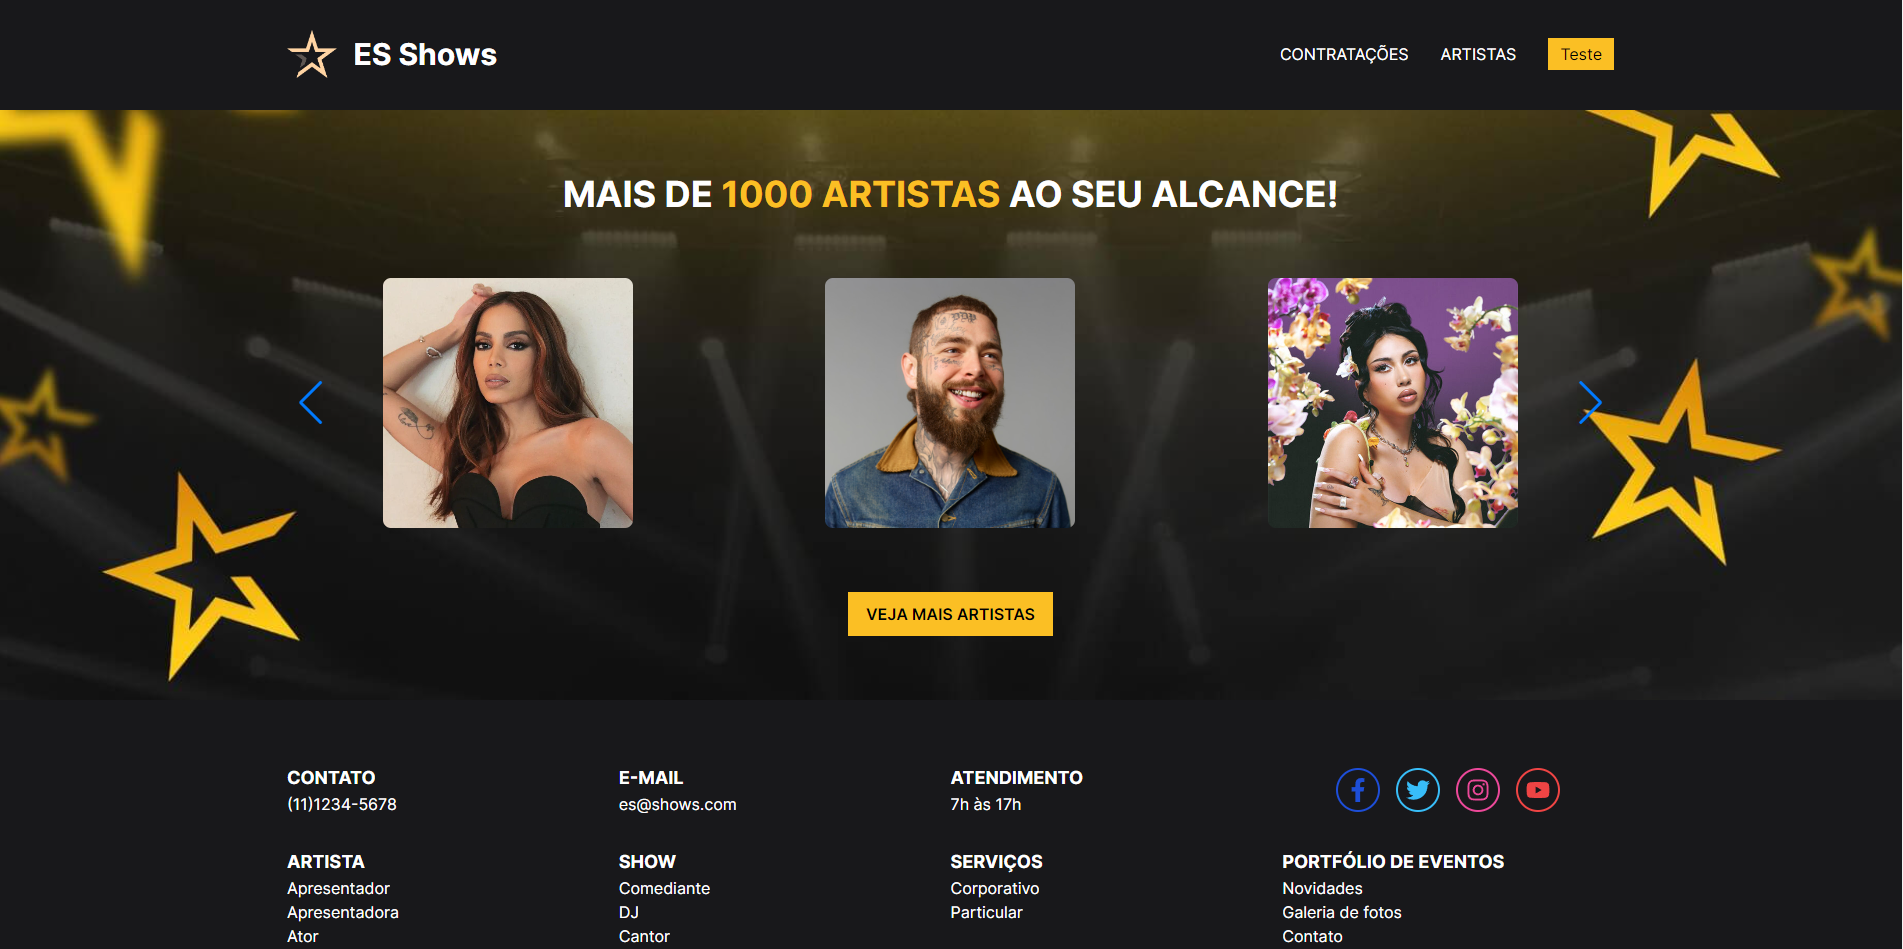 ES Shows
CONTRATAÇÕES ARTISTAS Teste
MAIS DE 1000 ARTISTAS AO SEU ALCANCE!
VEJA MAIS ARTISTAS
CONTATO
(11)1234-5678
E-MAIL
es@shows.com
ATENDIMENTO
7h às 17h
ARTISTA
Apresentador
Apresentadora
Ator
SHOW
Comediante
DJ
Cantor
SERVIÇOS
Corporativo
Particular
PORTFÓLIO DE EVENTOS
Novidades
Galeria de fotos
Contato